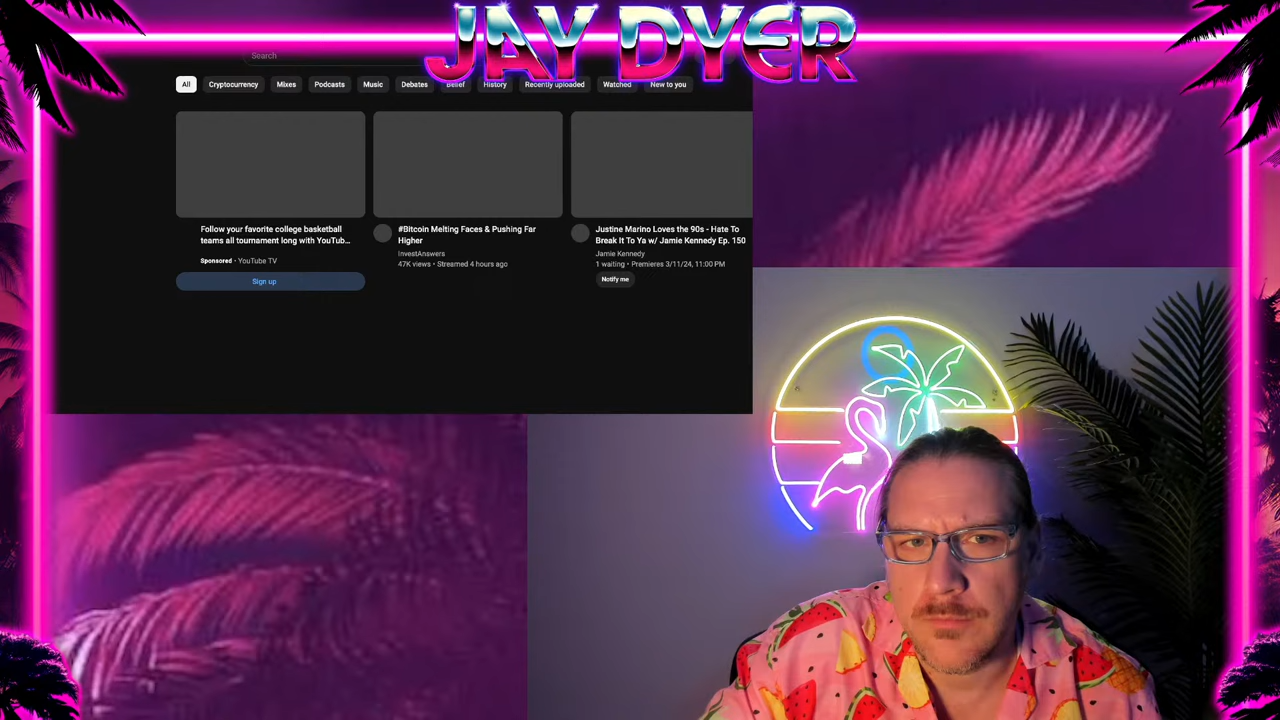 JAY DYER
Search
All
Cryptocurrency
Mixes
Podcasts
Music
Debates
Belief
History
Recently uploaded
Watched
New to you
Follow your favorite college basketball
teams all tournament long with YouTub...
Sponsored • YouTube TV
Sign up
#Bitcoin Melting Faces & Pushing Far
Higher
InvestAnswers
47K views • Streamed 4 hours ago
Justine Marino Loves the 90s - Hate To
Break It To Ya w/ Jamie Kennedy Ep. 150
Jamie Kennedy
1 waiting • Premieres 3/11/24, 11:00 PM
Notify me